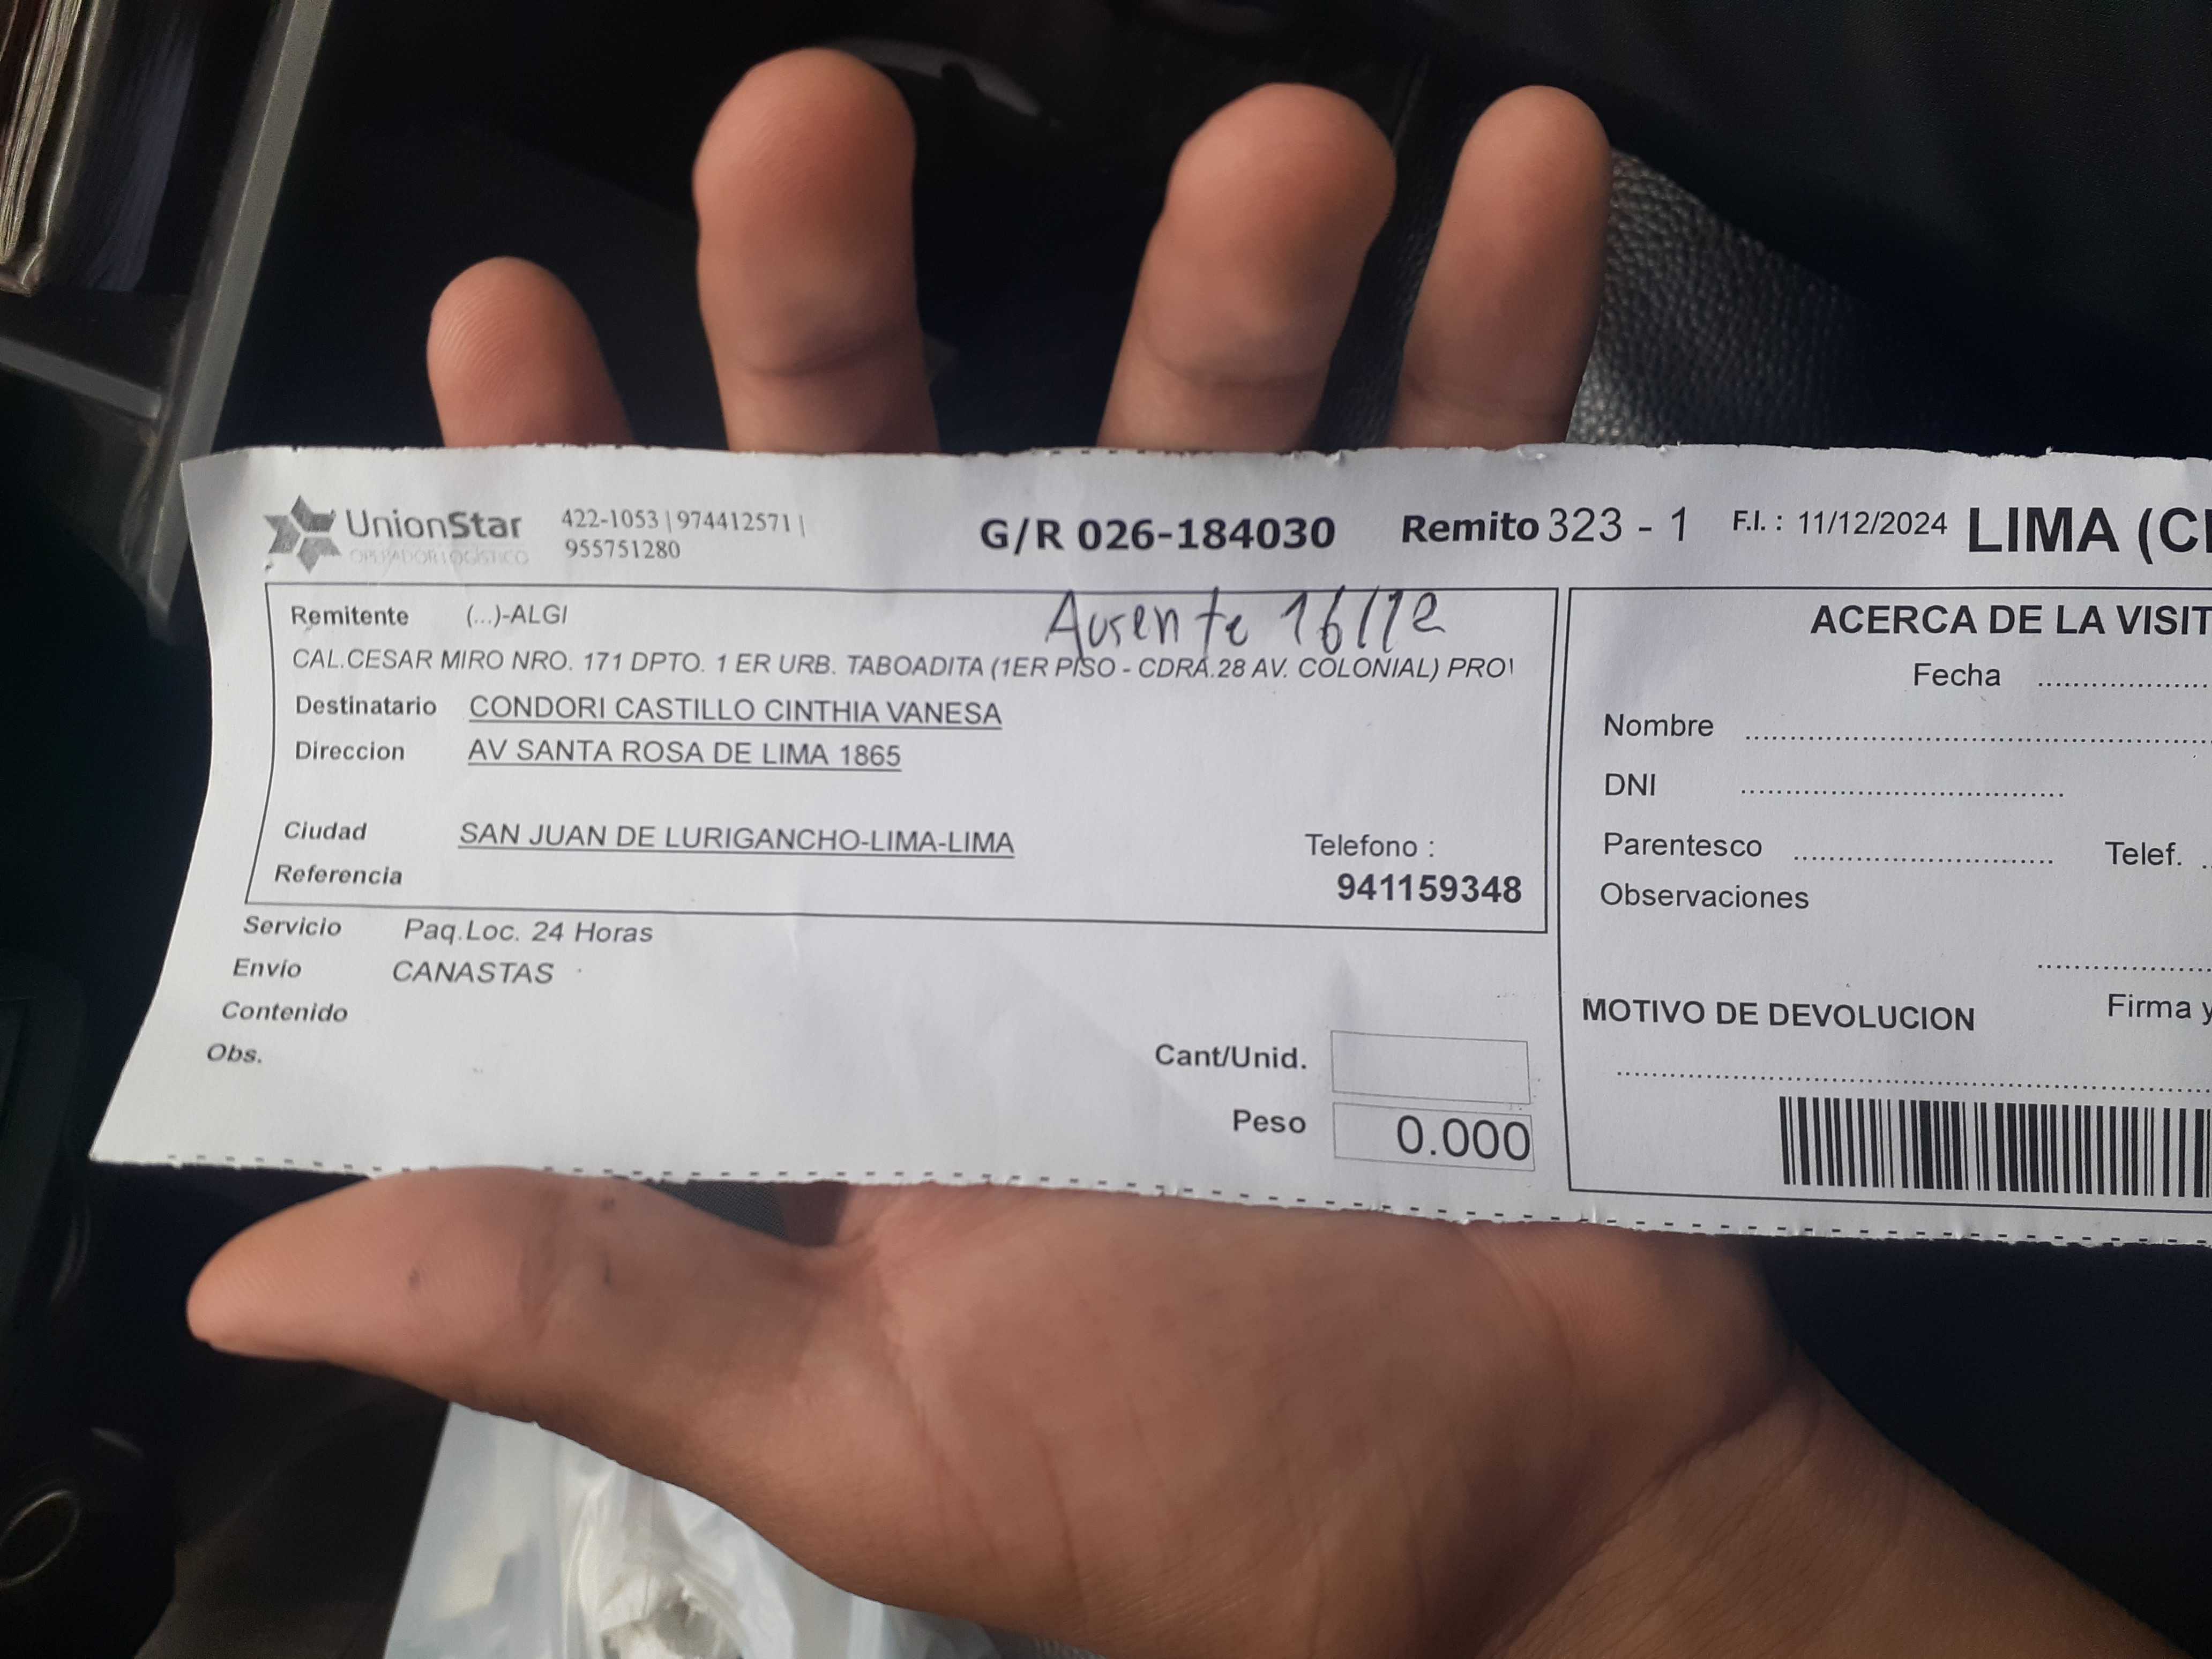 UnionStar
OPERADOR LOGÍSTICO
422-1053 | 974412571 |
955751280
G/R 026-184030
Remito 323 - 1
F.I. : 11/12/2024
LIMA (CI
Ausente 16/12
Remitente (...)-ALGI
CAL.CESAR MIRO NRO. 171 DPTO. 1 ER URB. TABOADITA (1ER PISO - CDRA.28 AV. COLONIAL) PRO
Destinatario CONDORI CASTILLO CINTHIA VANESA
Direccion AV SANTA ROSA DE LIMA 1865
Ciudad SAN JUAN DE LURIGANCHO-LIMA-LIMA
Telefono :
Referencia
941159348
Servicio Paq.Loc. 24 Horas
Envío CANASTAS
Contenido
Obs.
Cant/Unid.
Peso 0.000
ACERCA DE LA VISIT
Fecha
Nombre
DNI
Parentesco
Telef.
Observaciones
Firma y
MOTIVO DE DEVOLUCION